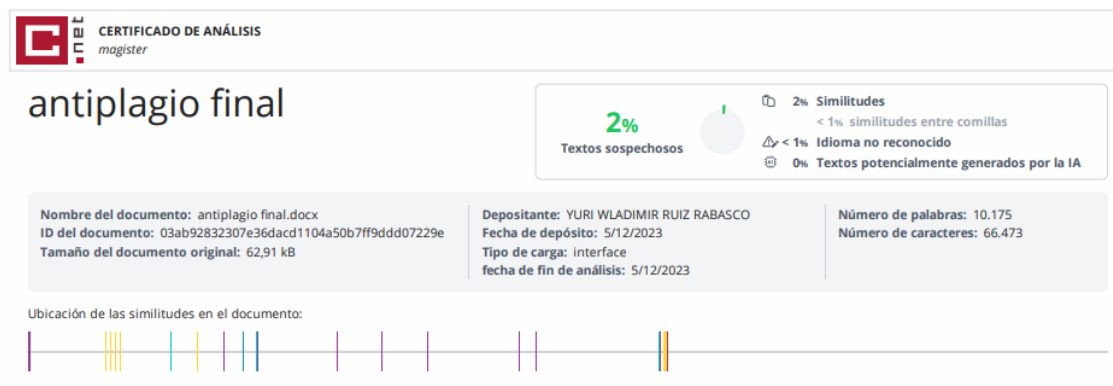 C .net
CERTIFICADO DE ANÁLISIS
magister
antiplagio final
2%
Textos sospechosos
2% Similitudes
< 1% similitudes entre comillas
< 1% Idioma no reconocido
AI 0% Textos potencialmente generados por la IA
Nombre del documento: antiplagio final.docx
ID del documento: 03ab92832307e36dacd1104a50b7ff9ddd07229e
Tamaño del documento original: 62,91 kB
Depositante: YURI WLADIMIR RUIZ RABASCO
Fecha de depósito: 5/12/2023
Tipo de carga: interface
fecha de fin de análisis: 5/12/2023
Número de palabras: 10.175
Número de caracteres: 66.473
Ubicación de las similitudes en el documento: